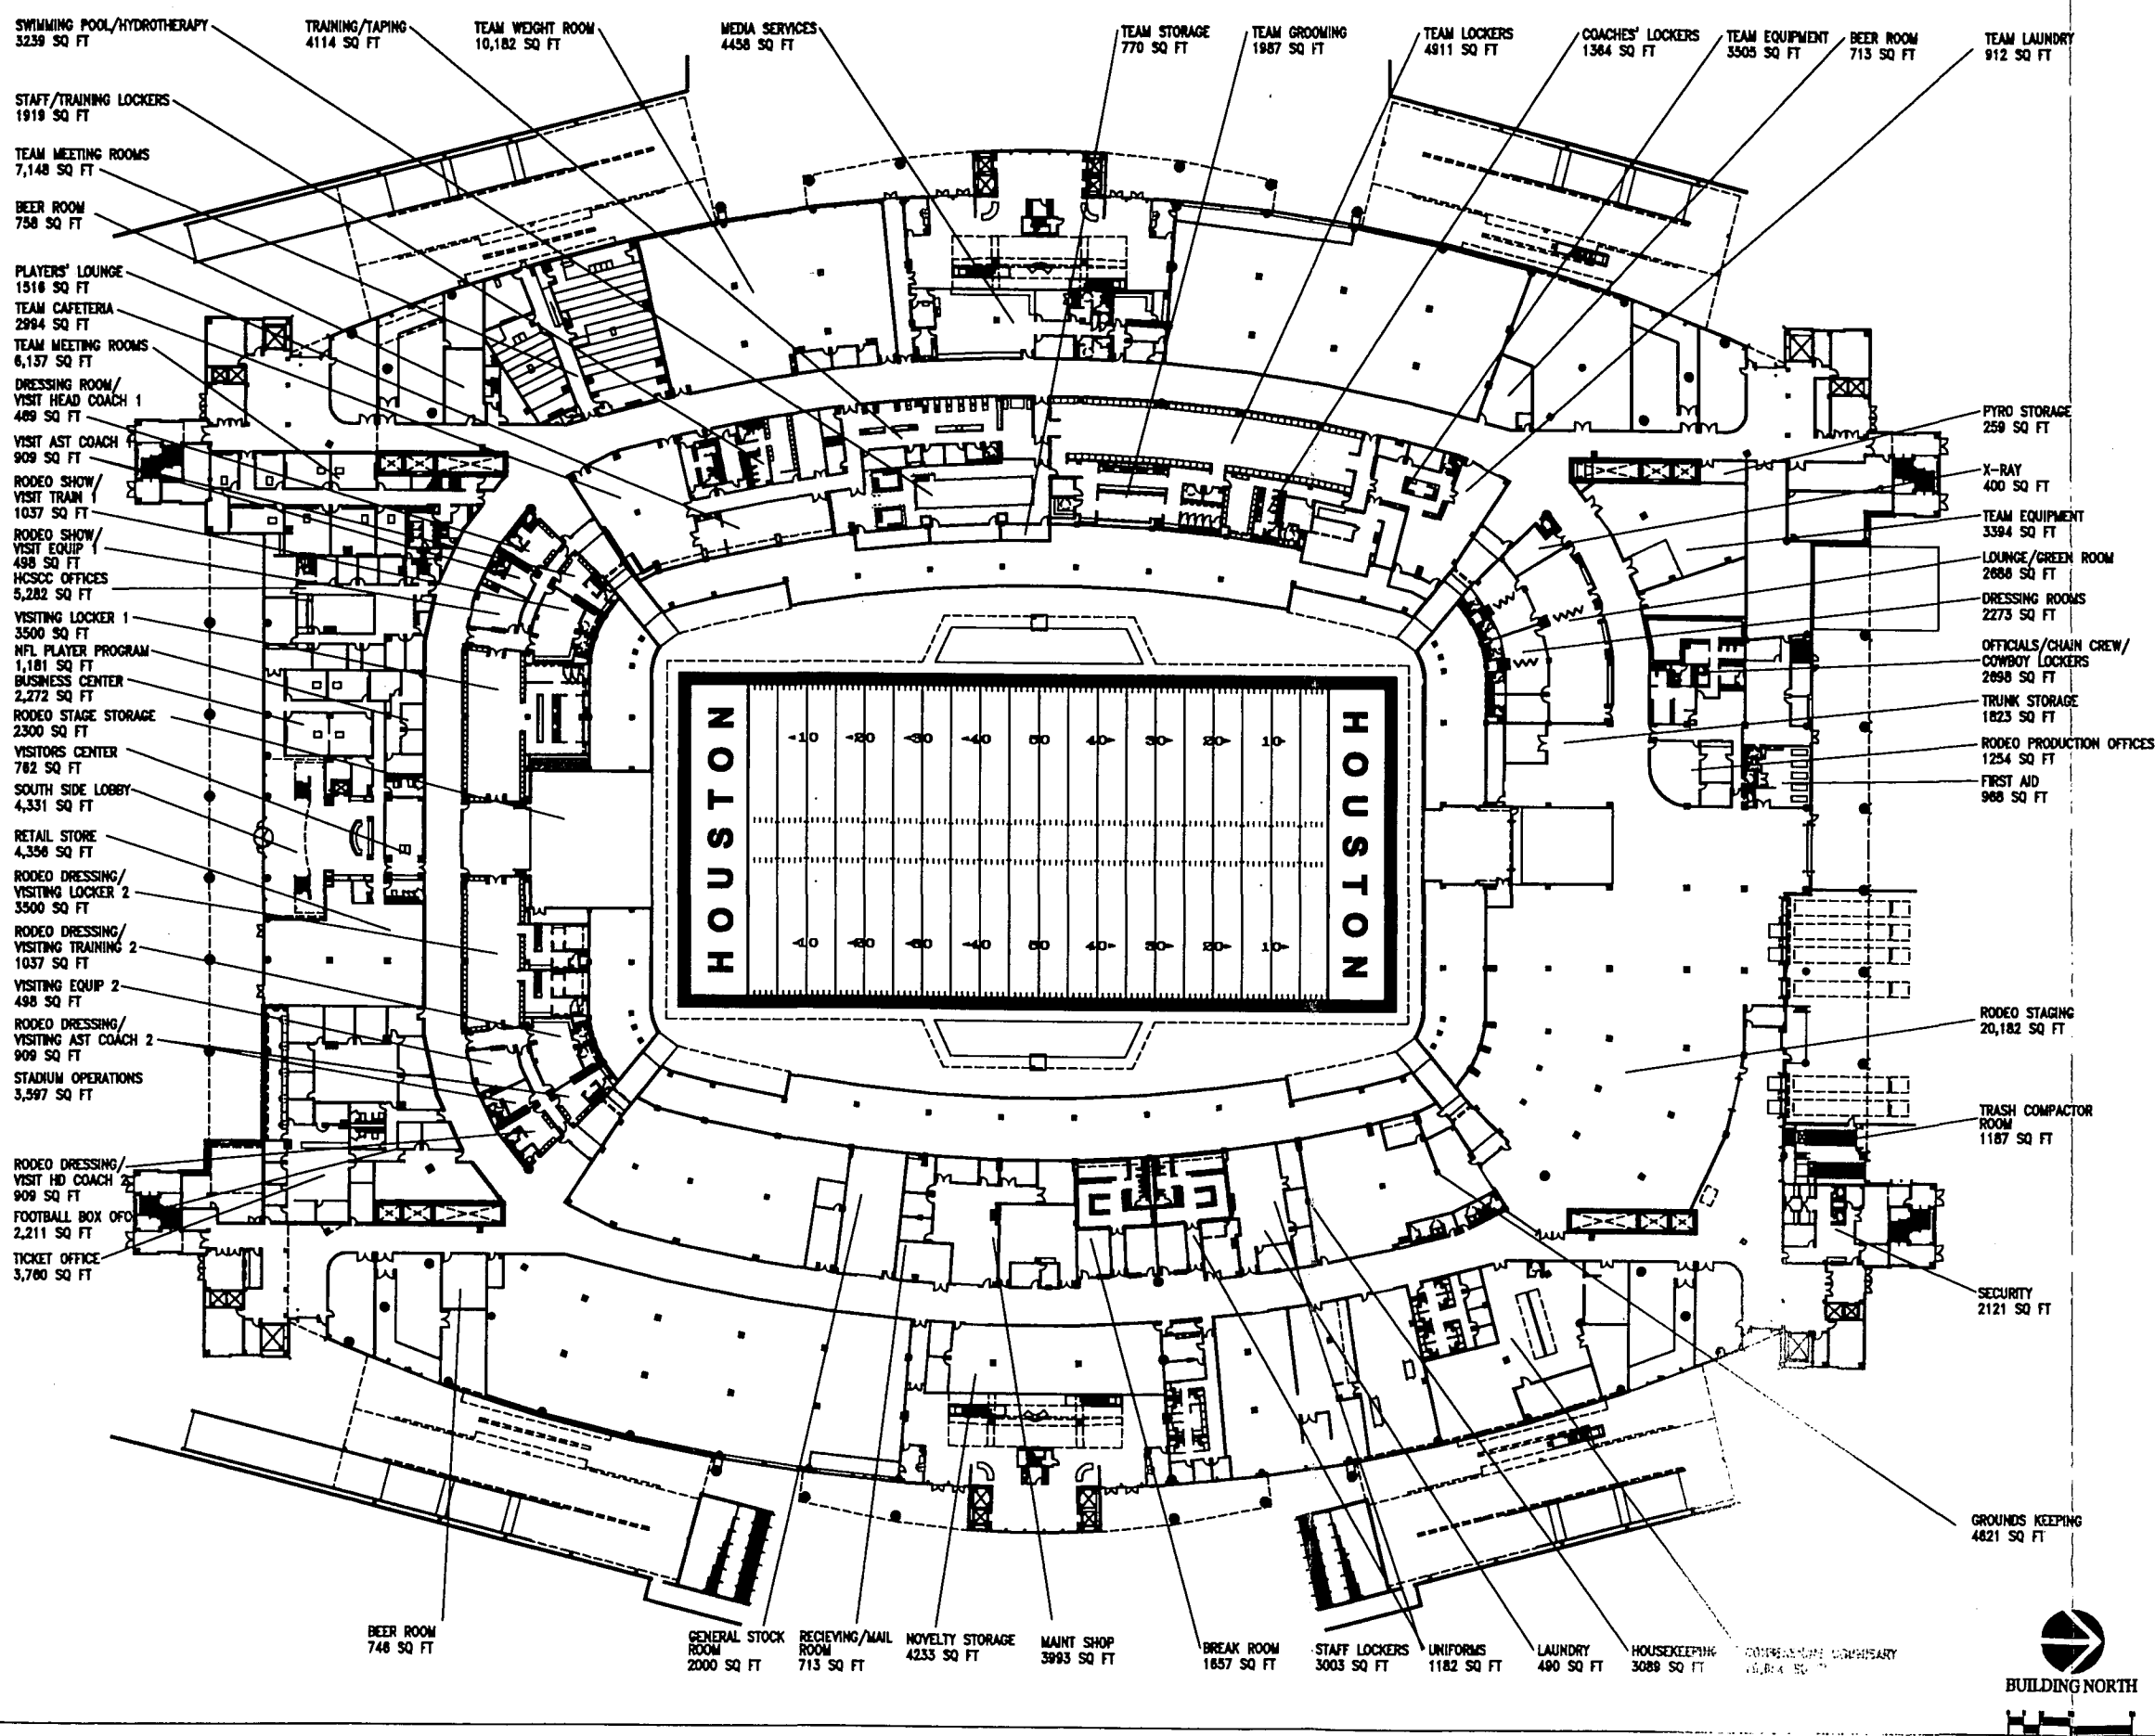 SWIMMING POOL/HYDROTHERAPY
3239 SQ FT
TRAINING/TAPING
4114 SQ FT
TEAM WEIGHT ROOM
10,182 SQ FT
MEDIA SERVICES
4458 SQ FT
TEAM STORAGE
770 SQ FT
TEAM GROOMING
1987 SQ FT
TEAM LOCKERS
4911 SQ FT
COACHES' LOCKERS
1364 SQ FT
TEAM EQUIPMENT
3505 SQ FT
BEER ROOM
713 SQ FT
TEAM LAUNDRY
912 SQ FT
STAFF/TRAINING LOCKERS
1919 SQ FT
TEAM MEETING ROOMS
7,148 SQ FT
BEER ROOM
758 SQ FT
PLAYERS' LOUNGE
1516 SQ FT
TEAM CAFETERIA
2994 SQ FT
TEAM MEETING ROOMS
6,137 SQ FT
DRESSING ROOM/
VISIT HEAD COACH 1
469 SQ FT
VISIT AST COACH 1
909 SQ FT
RODEO SHOW/
VISIT TRAIN 1
1037 SQ FT
RODEO SHOW/
VISIT EQUIP 1
498 SQ FT
HCSCC OFFICES
5,282 SQ FT
VISITING LOCKER 1
3500 SQ FT
NFL PLAYER PROGRAM
1,181 SQ FT
BUSINESS CENTER
2,272 SQ FT
RODEO STAGE STORAGE
2300 SQ FT
VISITORS CENTER
782 SQ FT
SOUTH SIDE LOBBY
4,331 SQ FT
RETAIL STORE
4,356 SQ FT
RODEO DRESSING/
VISITING LOCKER 2
3500 SQ FT
RODEO DRESSING/
VISITING TRAINING 2
1037 SQ FT
VISITING EQUIP 2
498 SQ FT
RODEO DRESSING/
VISITING AST COACH 2
909 SQ FT
STADIUM OPERATIONS
3,597 SQ FT
RODEO DRESSING/
VISIT HD COACH 2
909 SQ FT
FOOTBALL BOX OFC
2,211 SQ FT
TICKET OFFICE
3,760 SQ FT
HOUSTON
10 20 30 40 50 40 30 20 10
10 20 30 40 50 40 30 20 10
HOUSTON
PYRO STORAGE
259 SQ FT
X-RAY
400 SQ FT
TEAM EQUIPMENT
3394 SQ FT
LOUNGE/GREEN ROOM
2686 SQ FT
DRESSING ROOMS
2273 SQ FT
OFFICIALS/CHAIN CREW/
COWBOY LOCKERS
2698 SQ FT
TRUNK STORAGE
1823 SQ FT
RODEO PRODUCTION OFFICES
1254 SQ FT
FIRST AID
968 SQ FT
RODEO STAGING
20,182 SQ FT
TRASH COMPACTOR
ROOM
1187 SQ FT
SECURITY
2121 SQ FT
GROUNDS KEEPING
4621 SQ FT
BEER ROOM
746 SQ FT
GENERAL STOCK
ROOM
2000 SQ FT
RECIEVING/MAIL
ROOM
713 SQ FT
NOVELTY STORAGE
4233 SQ FT
MAINT SHOP
3993 SQ FT
BREAK ROOM
1657 SQ FT
STAFF LOCKERS
3003 SQ FT
UNIFORMS
1182 SQ FT
LAUNDRY
490 SQ FT
HOUSEKEEPING
3089 SQ FT
BUILDING NORTH